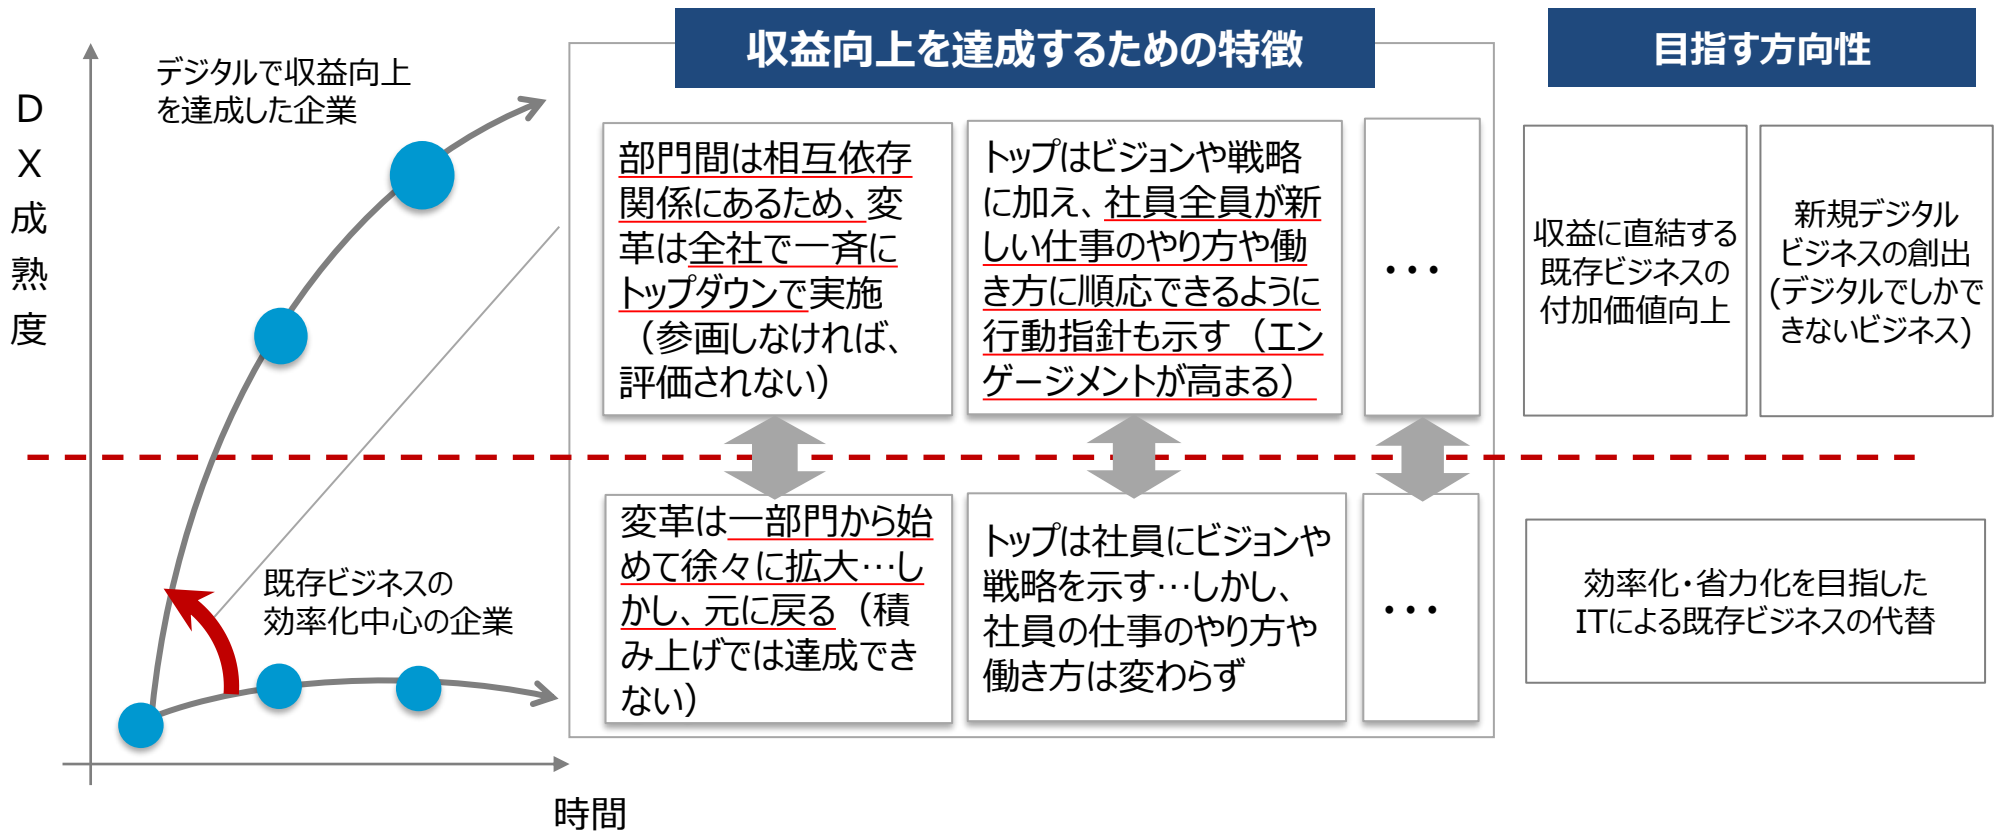 収益向上を達成するための特徴
目指す方向性
DX成熟度
デジタルで収益向上
を達成した企業
部門間は相互依存
関係にあるため、変
革は全社で一斉に
トップダウンで実施
（参画しなければ、
評価されない）
トップはビジョンや戦略
に加え、社員全員が新
しい仕事のやり方や働
き方に順応できるように
行動指針も示す（エン
ゲージメントが高まる）
・・・
収益に直結する
既存ビジネスの
付加価値向上
新規デジタル
ビジネスの創出
(デジタルでしかで
きないビジネス)
既存ビジネスの
効率化中心の企業
変革は一部門から始
めて徐々に拡大…し
かし、元に戻る（積
み上げでは達成でき
ない）
トップは社員にビジョンや
戦略を示す…しかし、
社員の仕事のやり方や
働き方は変わらず
・・・
効率化・省力化を目指した
ITによる既存ビジネスの代替
時間